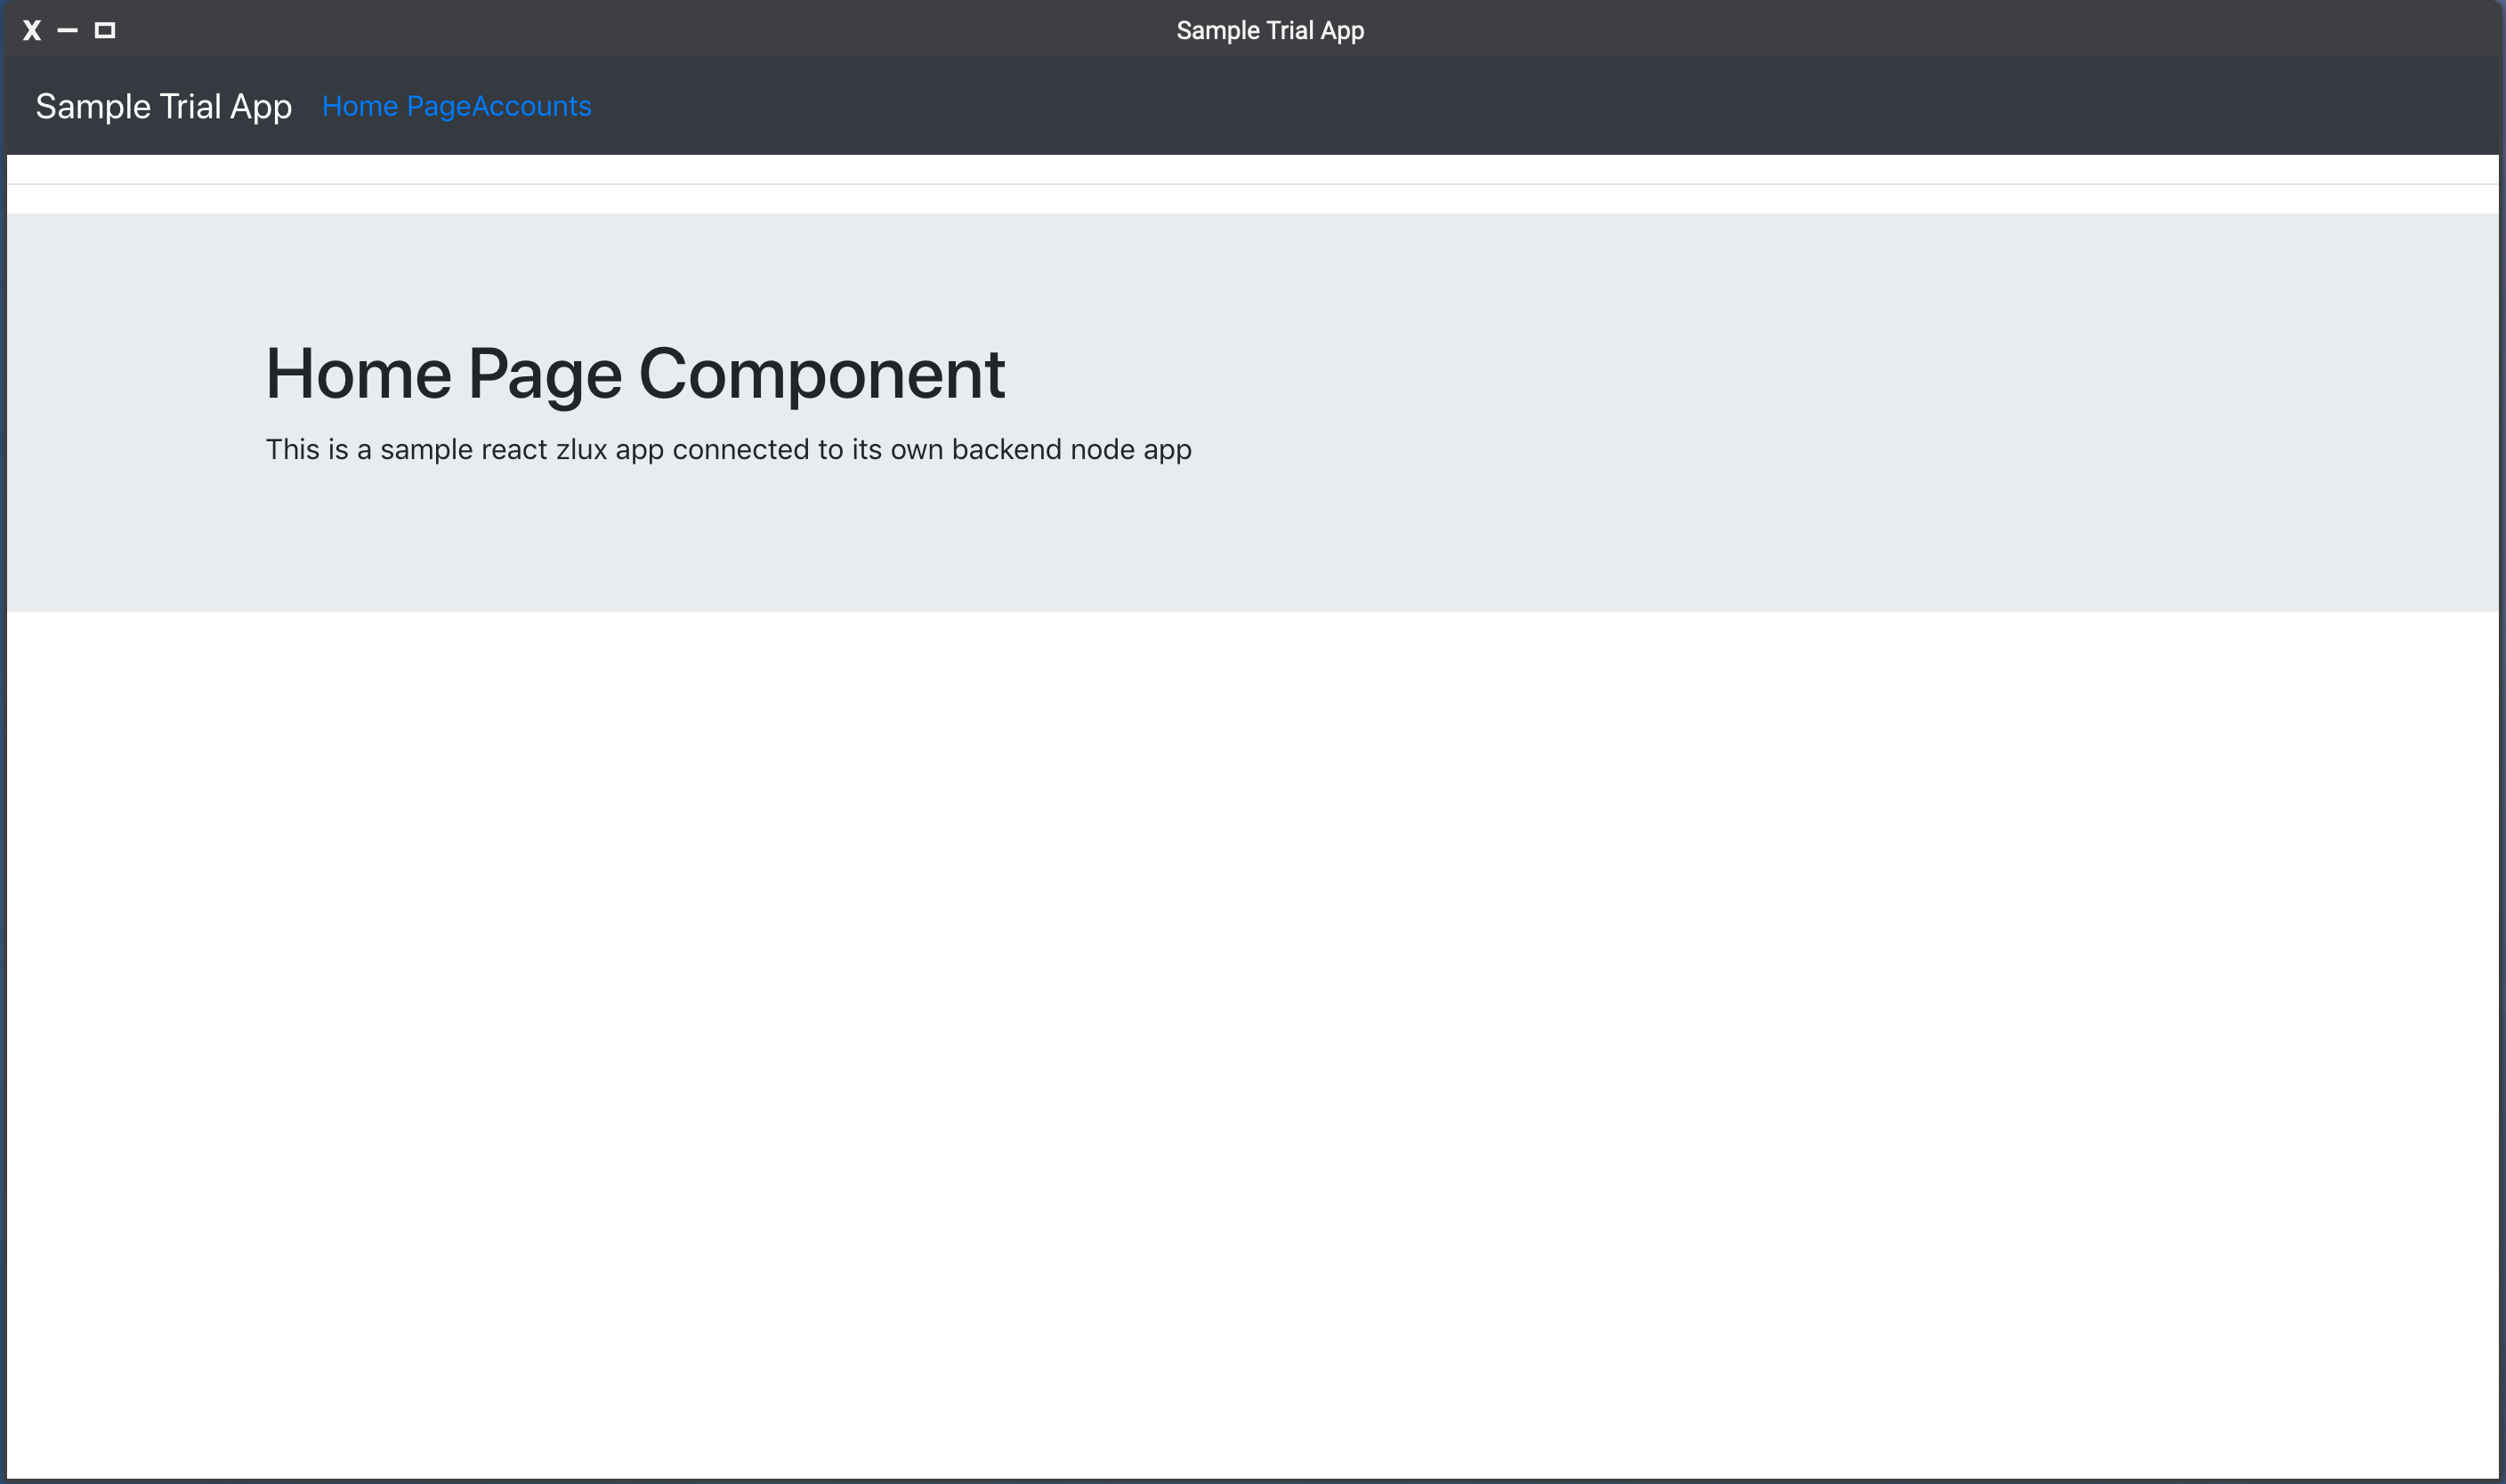 Sample Trial App
Sample Trial App Home PageAccounts
Home Page Component
This is a sample react zlux app connected to its own backend node app